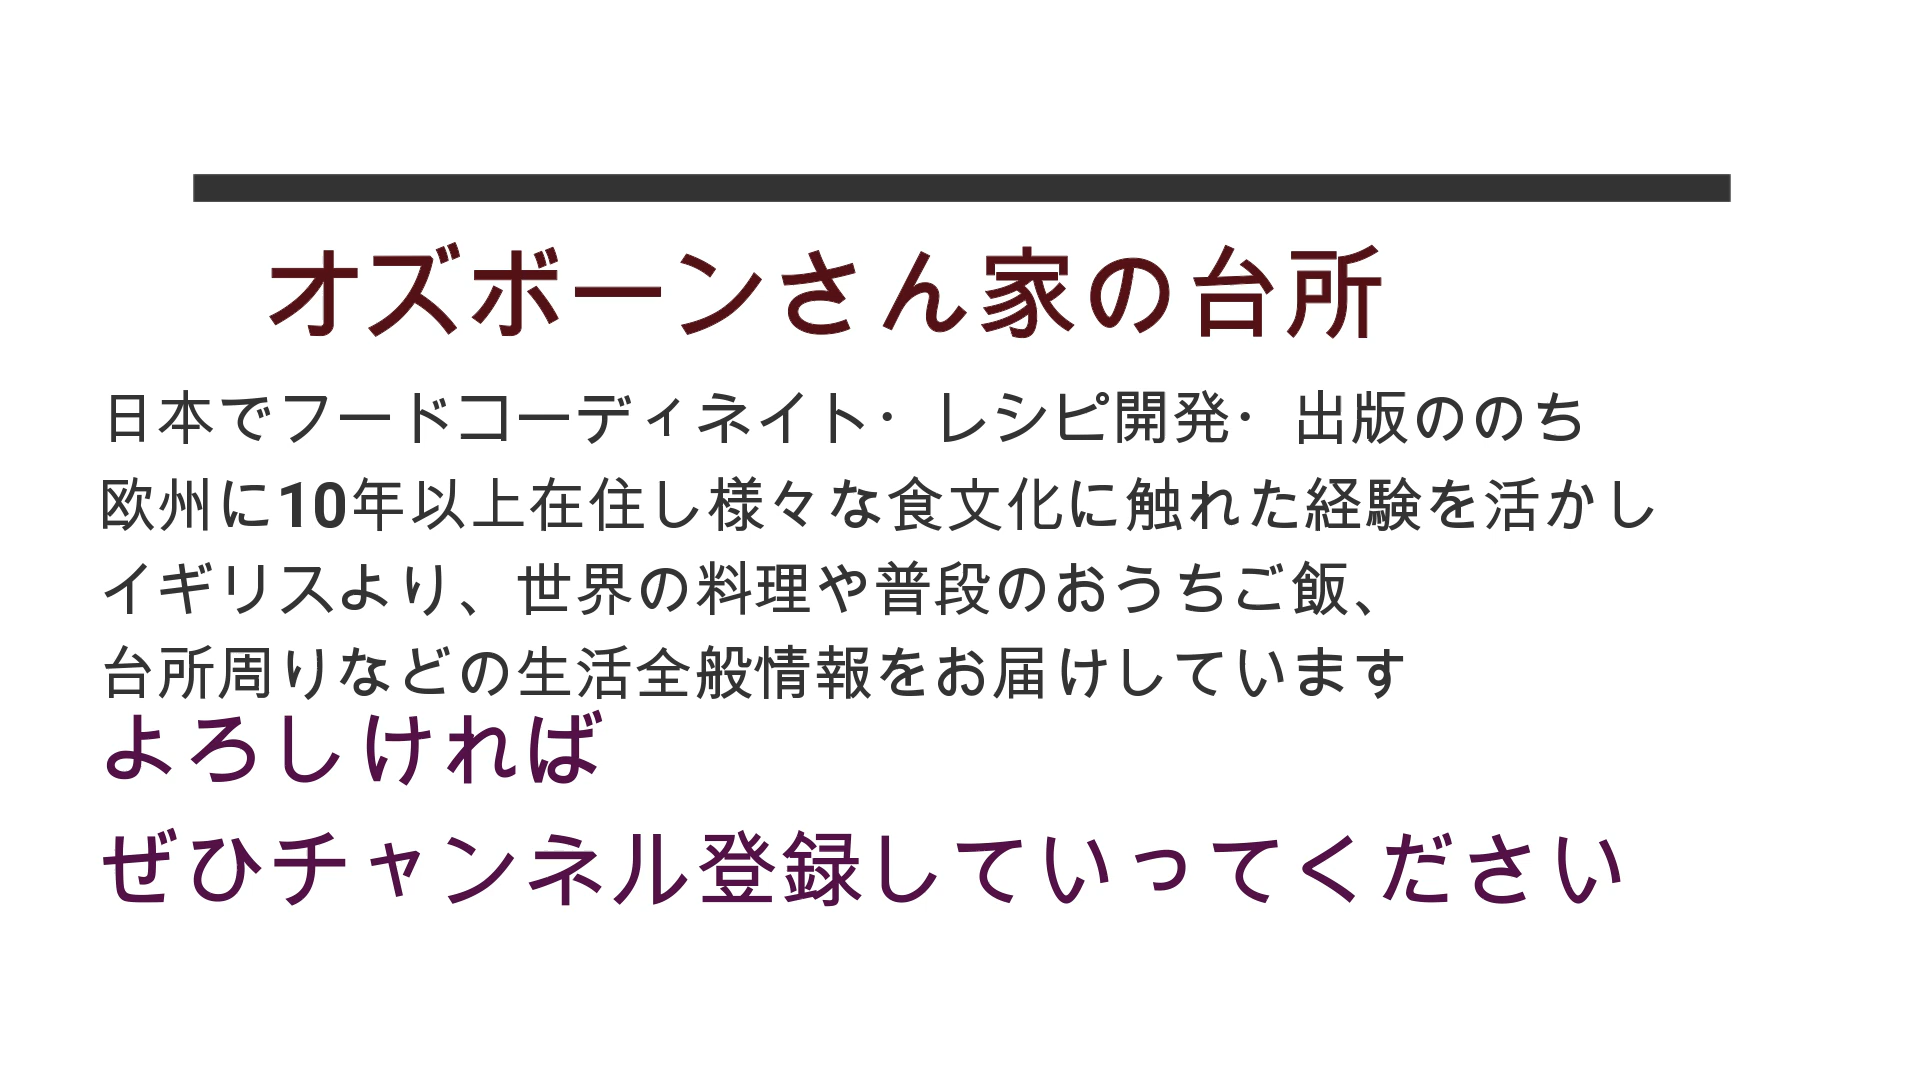 オズボーンさん家の台所
日本でフードコーディネイト・レシピ開発・出版ののち
欧州に10年以上在住し様々な食文化に触れた経験を活かし
イギリスより、世界の料理や普段のおうちご飯、
台所周りなどの生活全般情報をお届けしています
よろしければ
ぜひチャンネル登録していってください